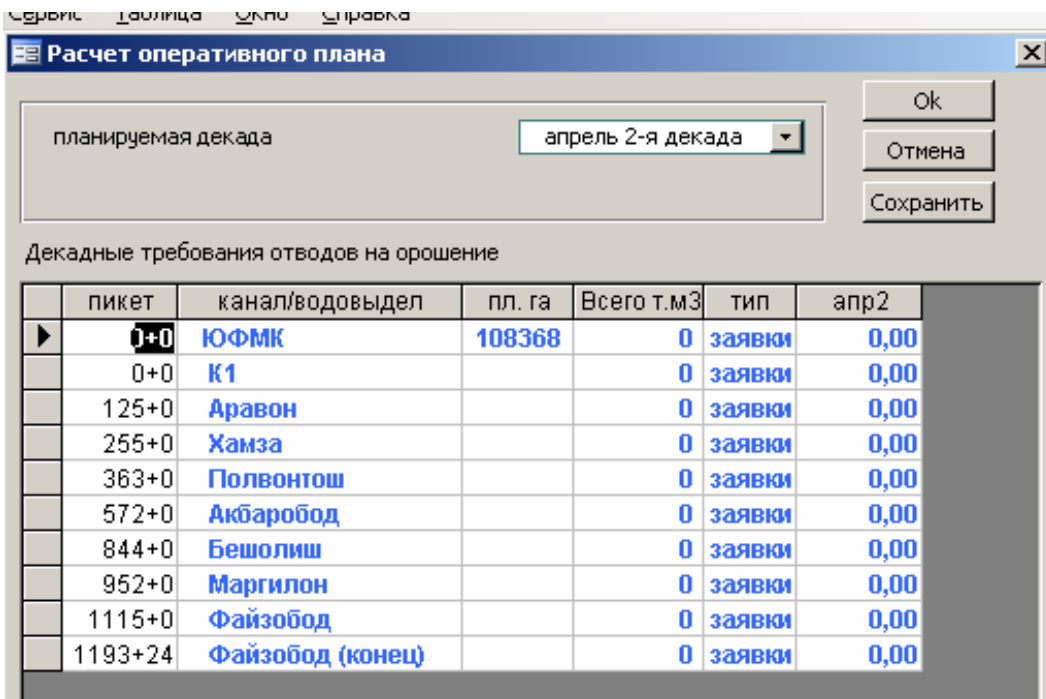 Сервис Таблица Окно Справка
Расчет оперативного плана
Ok
планируемая декада апрель 2-я декада
Отмена
Сохранить
Декадные требования отводов на орошение
пикет канал/водовыдел пл. га Всего т.м3 тип апр2
0+0 ЮФМК 108368 0 заявки 0,00
0+0 К1 0 заявки 0,00
125+0 Аравон 0 заявки 0,00
255+0 Хамза 0 заявки 0,00
363+0 Полвонтош 0 заявки 0,00
572+0 Акбаробод 0 заявки 0,00
844+0 Бешолиш 0 заявки 0,00
952+0 Маргилон 0 заявки 0,00
1115+0 Файзобод 0 заявки 0,00
1193+24 Файзобод (конец) 0 заявки 0,00